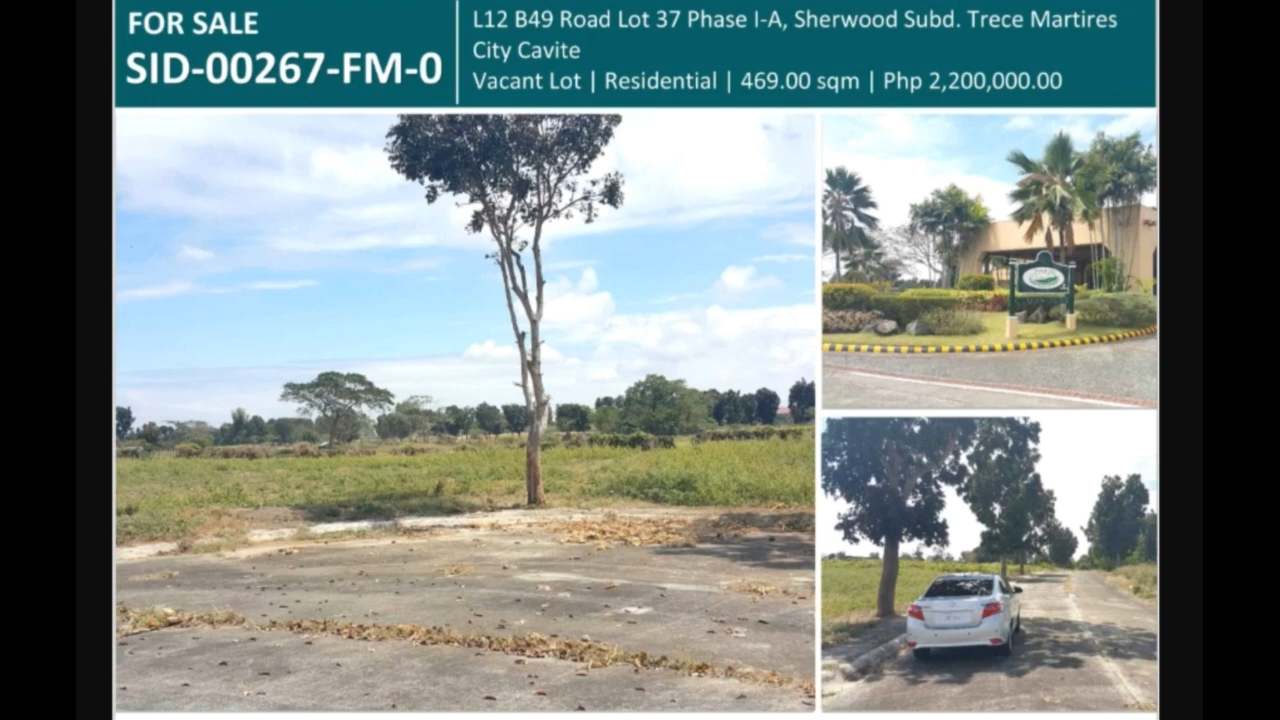 FOR SALE
SID-00267-FM-0
L12 B49 Road Lot 37 Phase I-A, Sherwood Subd. Trece Martires
City Cavite
Vacant Lot | Residential | 469.00 sqm | Php 2,200,000.00